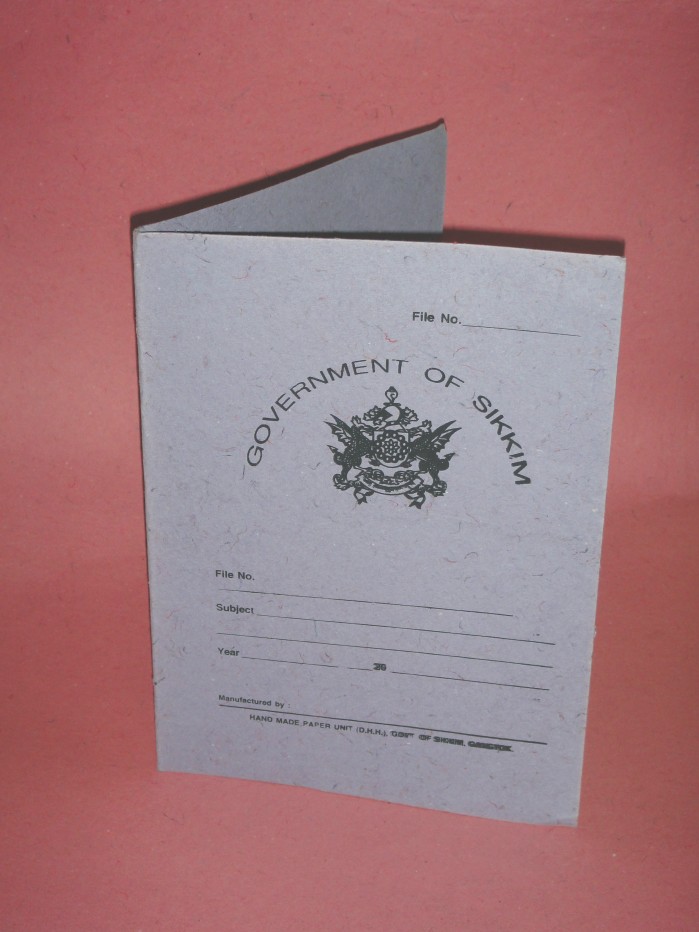 File No.
GOVERNMENT OF SIKKIM
File No.
Subject
Year 20
Manufactured by :
HAND MADE PAPER UNIT (D.H.H.), GOVT OF SIKKIM, GANGTOK.